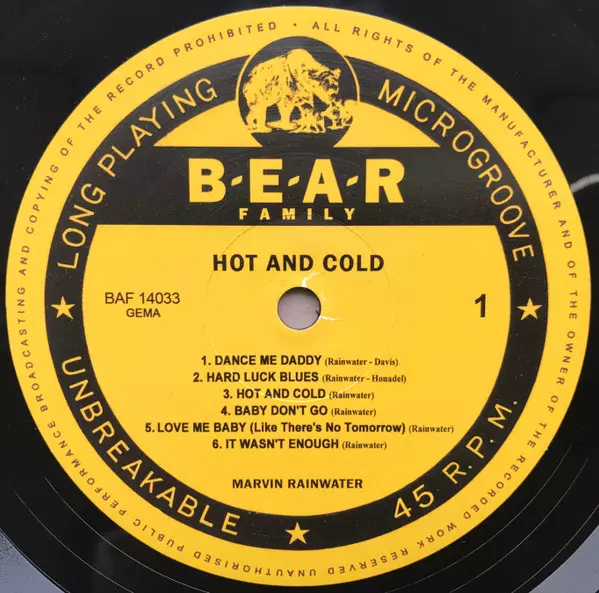 ALL RIGHTS OF THE MANUFACTURER AND OF THE OWNER OF THE RECORDED WORK RESERVED UNAUTHORISED PUBLIC PERFORMANCE BROADCASTING AND COPYING OF THE RECORD PROHIBITED •
LONG PLAYING
MICROGROOVE
B-E-A-R
FAMILY
HOT AND COLD
BAF 14033
GEMA
1
1. DANCE ME DADDY (Rainwater - Davis)
2. HARD LUCK BLUES (Rainwater - Honadel)
3. HOT AND COLD (Rainwater)
4. BABY DON'T GO (Rainwater)
5. LOVE ME BABY (Like There's No Tomorrow) (Rainwater)
6. IT WASN'T ENOUGH (Rainwater)
MARVIN RAINWATER
UNBREAKABLE
45 R.P.M.